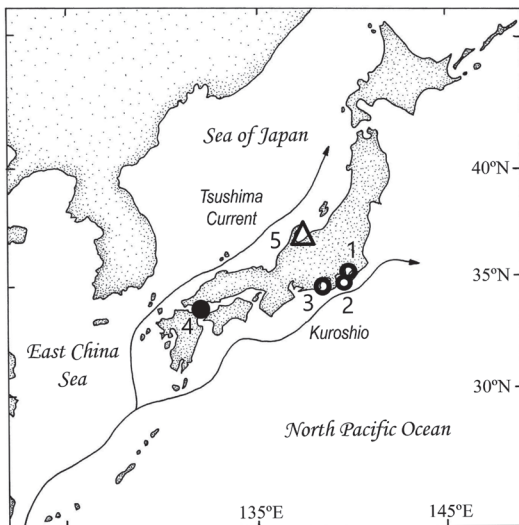 Sea of Japan
40°N
Tsushima
Current
5
1
35°N
3
2
4
Kuroshio
East China
Sea
30°N
North Pacific Ocean
135°E
145°E